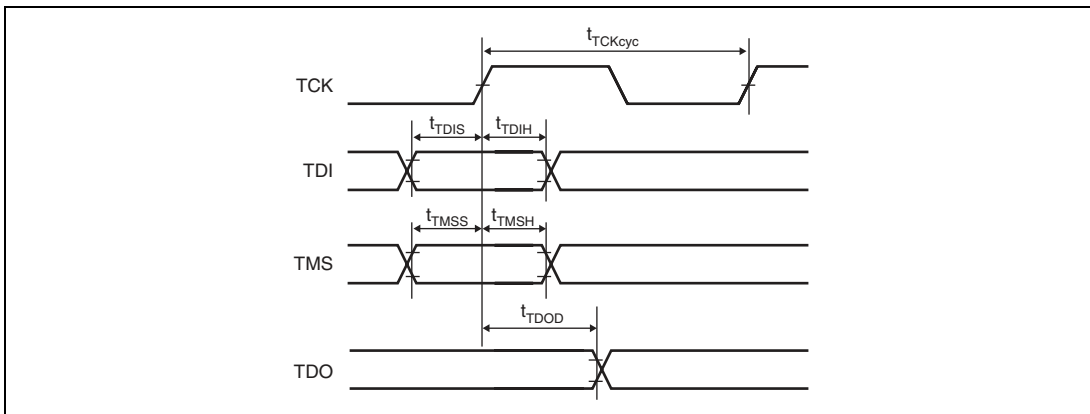 tTCKcyc
TCK
tTDIS tTDIH
TDI
tTMSS tTMSH
TMS
tTDOD
TDO